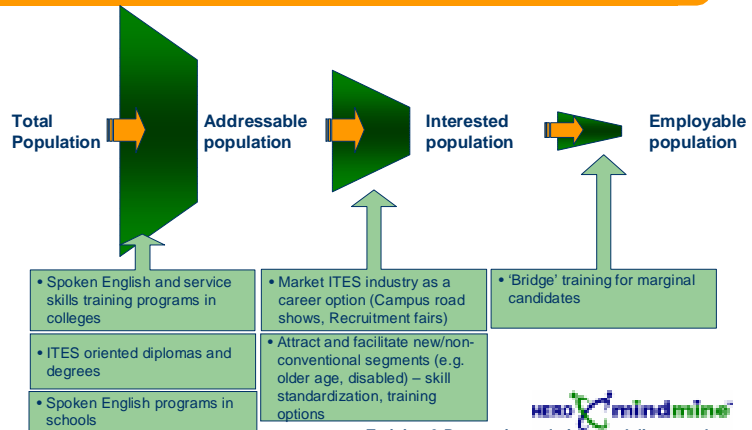 Total
Population
Addressable
population
Interested
population
Employable
population
• Spoken English and service
skills training programs in
colleges
• ITES oriented diplomas and
degrees
• Spoken English programs in
schools
• Market ITES industry as a
career option (Campus road
shows, Recruitment fairs)
• Attract and facilitate new/non-
conventional segments (e.g.
older age, disabled) – skill
standardization, training
options
• ‘Bridge’ training for marginal
candidates
HERO mindmine